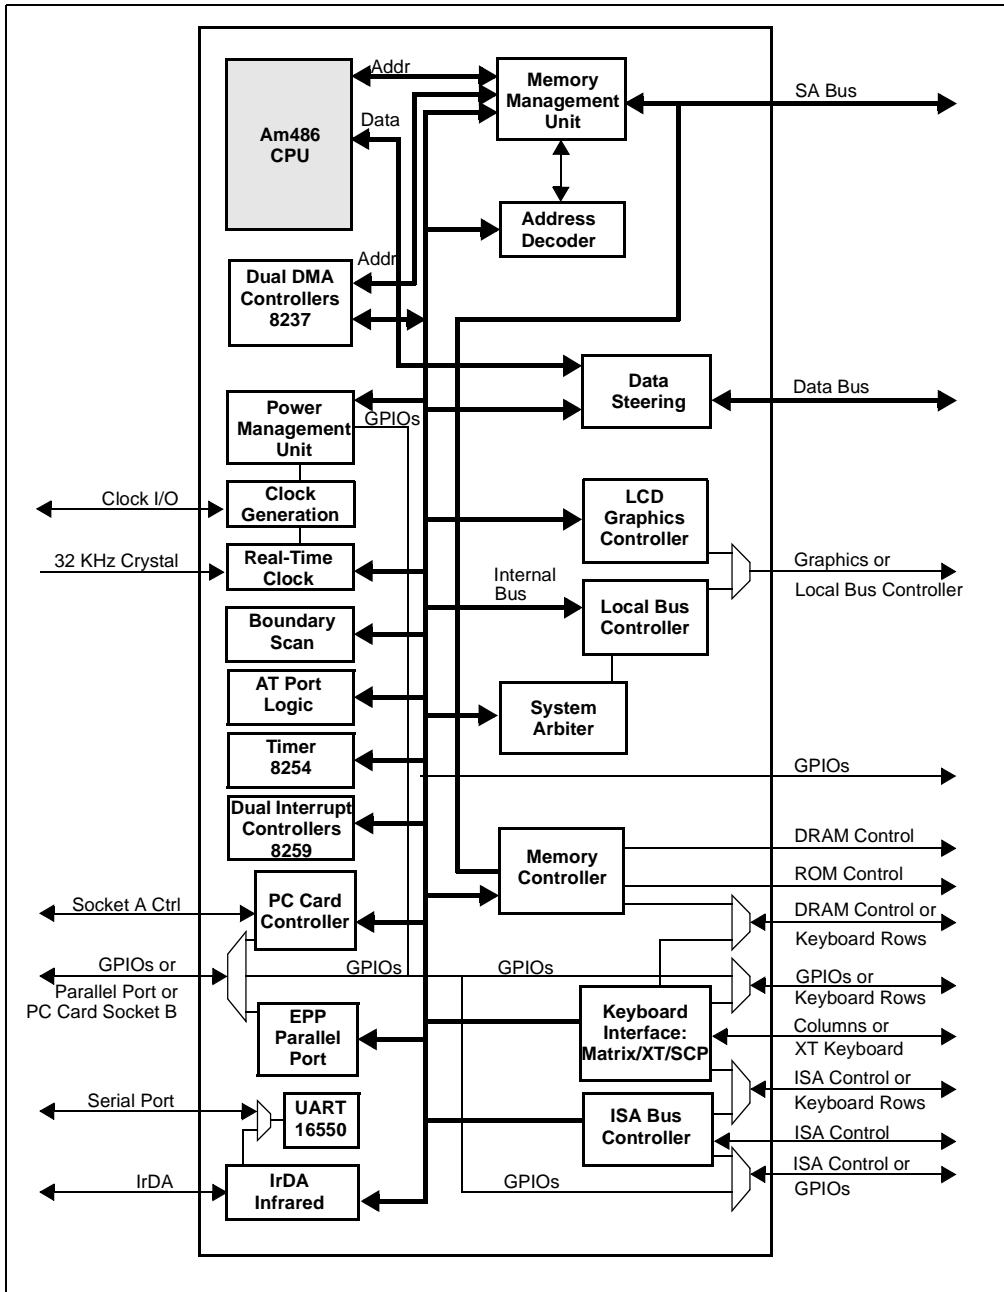 Addr
Memory
Management
Unit
SA Bus
Data
Am486
CPU
Address
Decoder
Addr
Dual DMA
Controllers
8237
Data
Steering
Data Bus
Power
Management
Unit
GPIOs
Clock I/O
Clock
Generation
LCD
Graphics
Controller
32 KHz Crystal
Real-Time
Clock
Graphics or
Local Bus Controller
Internal
Bus
Local Bus
Controller
Boundary
Scan
AT Port
Logic
System
Arbiter
Timer
8254
GPIOs
Dual Interrupt
Controllers
8259
DRAM Control
Memory
Controller
ROM Control
Socket A Ctrl
PC Card
Controller
DRAM Control or
Keyboard Rows
GPIOs or
Parallel Port or
PC Card Socket B
GPIOs
GPIOs
GPIOs or
Keyboard Rows
EPP
Parallel
Port
Keyboard
Interface:
Matrix/XT/SCP
Columns or
XT Keyboard
ISA Control or
Keyboard Rows
Serial Port
UART
16550
ISA Bus
Controller
ISA Control
IrDA
IrDA
Infrared
GPIOs
ISA Control or
GPIOs